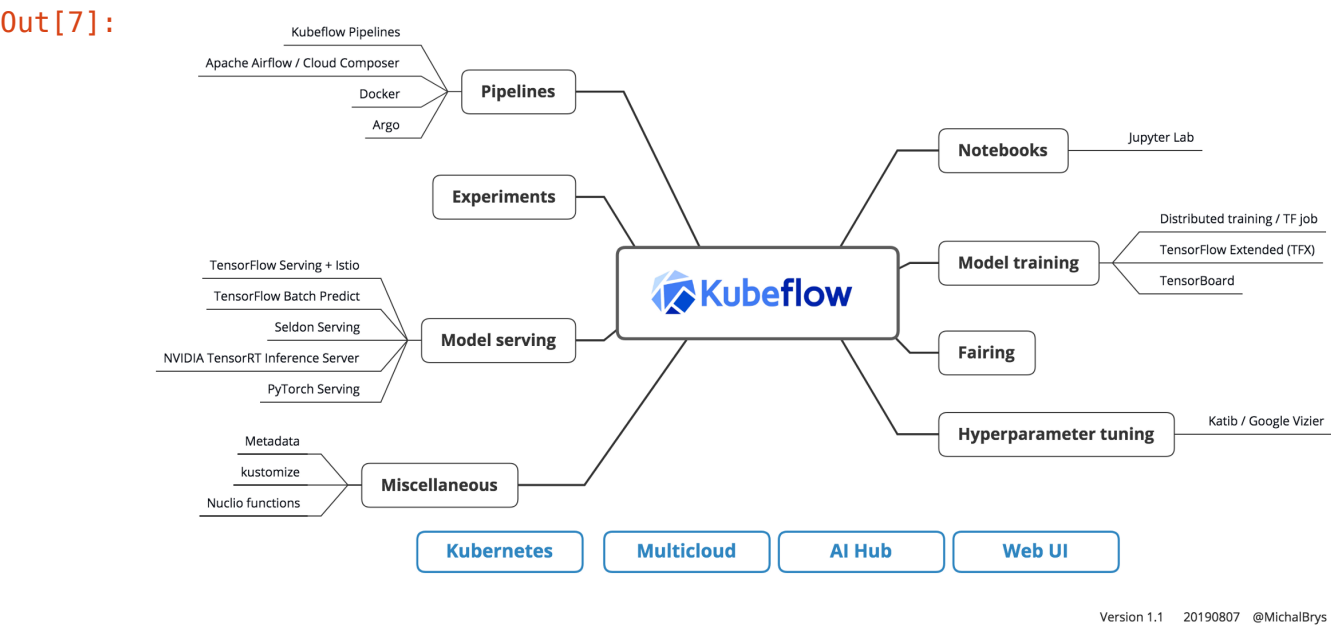 Out[7]:
Kubeflow Pipelines
Apache Airflow / Cloud Composer
Docker
Argo
Pipelines
Experiments
TensorFlow Serving + Istio
TensorFlow Batch Predict
Seldon Serving
NVIDIA TensorRT Inference Server
PyTorch Serving
Model serving
Metadata
kustomize
Nuclio functions
Miscellaneous
Kubeflow
Notebooks
Jupyter Lab
Model training
Distributed training / TF job
TensorFlow Extended (TFX)
TensorBoard
Fairing
Hyperparameter tuning
Katib / Google Vizier
Kubernetes
Multicloud
AI Hub
Web UI
Version 1.1 20190807 @MichalBrys